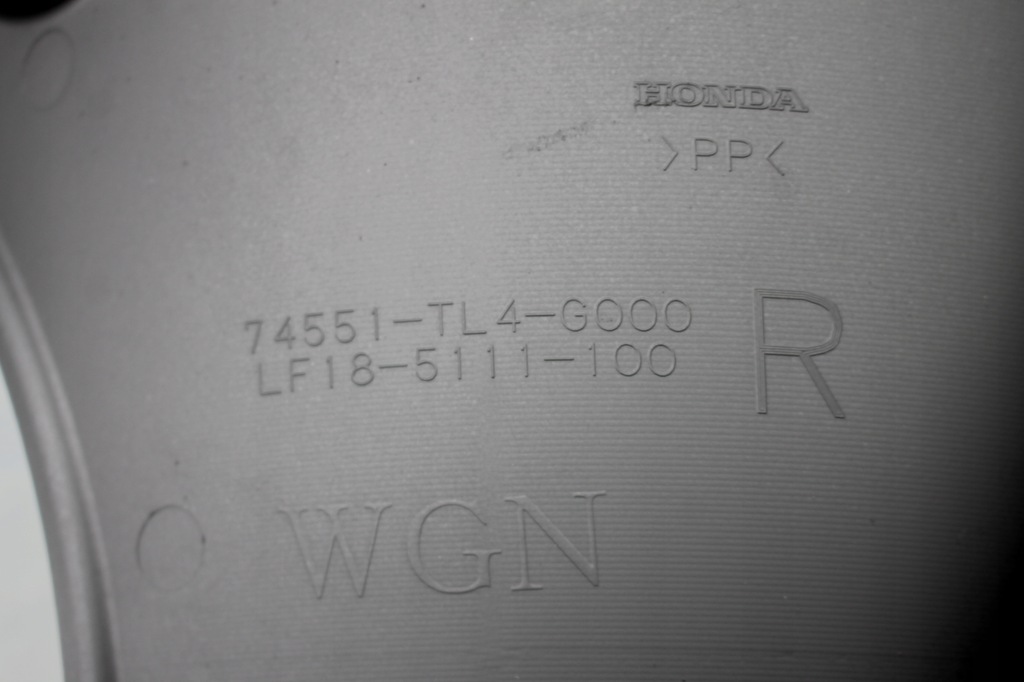 HONDA
>PP<
74551-TL4-G000
LF18-5111-100
R
WGN